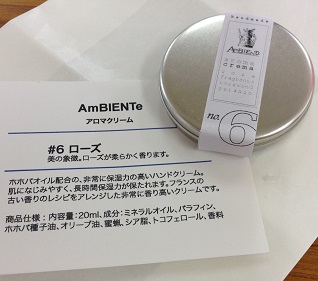 AmBIENTe
アロマクリーム
#6 ローズ
美の象徴。ローズが柔らかく香ります。
ホホバオイル配合の、非常に保湿力の高いハンドクリーム。
肌になじみやすく、長時間保湿力が保たれます。フランスの
古い香りのレシピをアレンジした非常に香り高いクリームです。
商品仕様：内容量：20mL、成分：ミネラルオイル、パラフィン、
ホホバ種子油、オリーブ油、蜜蝋、シア脂、トコフェロール、香料
AmBIENTe
aroma
crema
no.
6